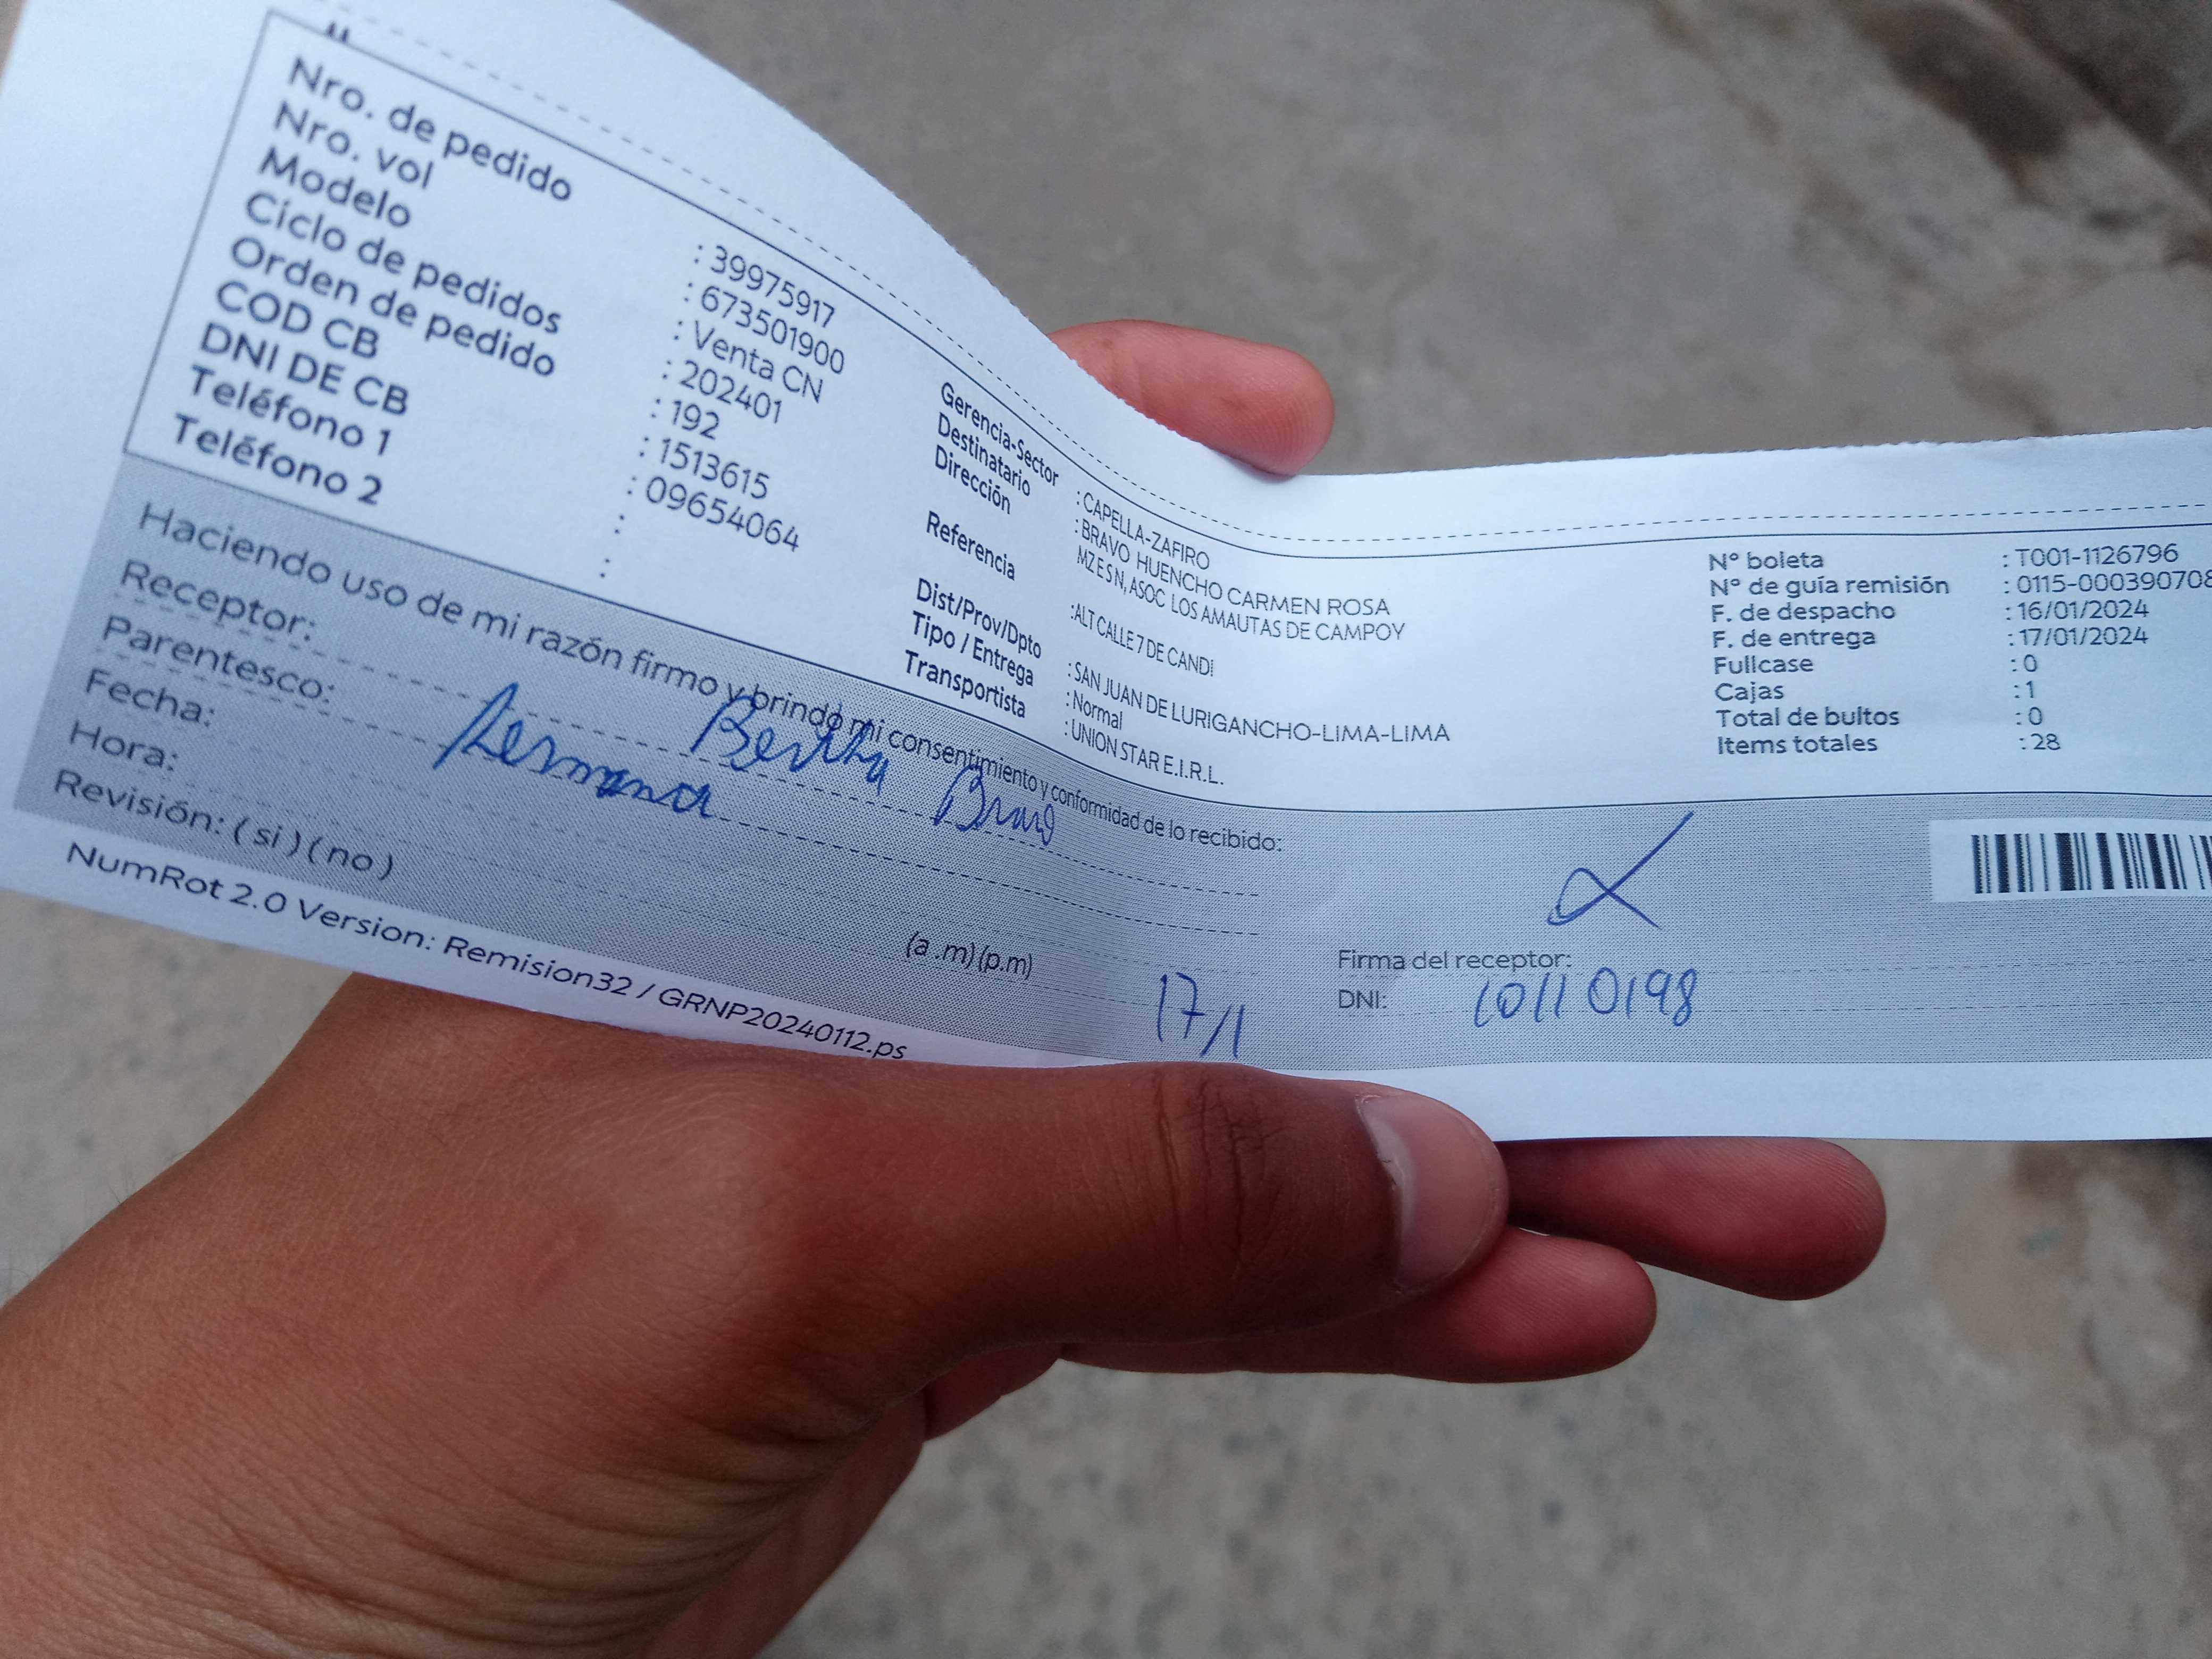 Nro. de pedido : 39975917
Nro. vol : 673501900
Modelo : Venta CN
Ciclo de pedidos : 202401
Orden de pedido : 192
COD CB : 1513615
DNI DE CB : 09654064
Teléfono 1 :
Teléfono 2 :
Gerencia-Sector : CAPELLA-ZAFIRO
Destinatario : BRAVO HUENCHO CARMEN ROSA
Dirección MZ E SN, ASOC LOS AMAUTAS DE CAMPOY
Referencia : ALT CALLE 7 DE CANDI
Dist/Prov/Dpto : SAN JUAN DE LURIGANCHO-LIMA-LIMA
Tipo / Entrega : Normal
Transportista : UNION STAR E.I.R.L.
N° boleta : T001-1126796
N° de guía remisión : 0115-000390708
F. de despacho : 16/01/2024
F. de entrega : 17/01/2024
Fullcase : 0
Cajas : 1
Total de bultos : 0
Items totales : 28
Haciendo uso de mi razón firmo y brindo mi consentimiento y conformidad de lo recibido:
Receptor: Bertha Bravo
Parentesco: Hermana
Fecha:
Hora: (a .m) (p.m)
Revisión: ( si ) ( no )
17/1
Firma del receptor:
DNI: 10110198
NumRot 2.0 Version: Remision32 / GRNP20240112.ps